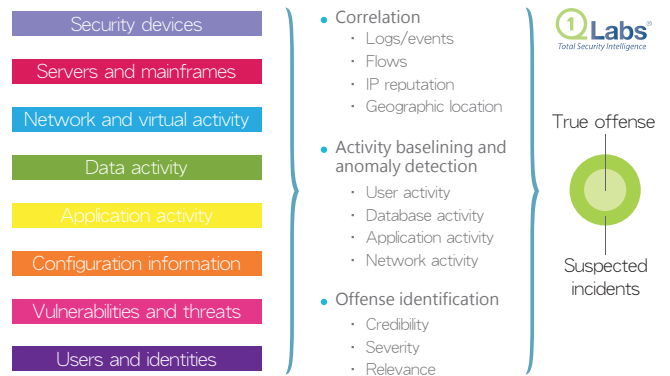 Security devices
Servers and mainframes
Network and virtual activity
Data activity
Application activity
Configuration information
Vulnerabilities and threats
Users and identities
• Correlation
· Logs/events
· Flows
· IP reputation
· Geographic location
• Activity baselining and
anomaly detection
· User activity
· Database activity
· Application activity
· Network activity
• Offense identification
· Credibility
· Severity
· Relevance
Q1 Labs®
Total Security Intelligence
True offense
Suspected
incidents